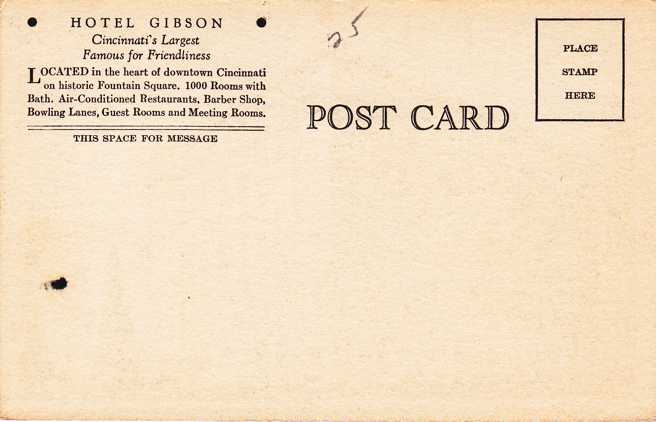 HOTEL GIBSON
Cincinnati's Largest
Famous for Friendliness
LOCATED in the heart of downtown Cincinnati
on historic Fountain Square. 1000 Rooms with
Bath. Air-Conditioned Restaurants, Barber Shop,
Bowling Lanes, Guest Rooms and Meeting Rooms.
THIS SPACE FOR MESSAGE
25
POST CARD
PLACE
STAMP
HERE